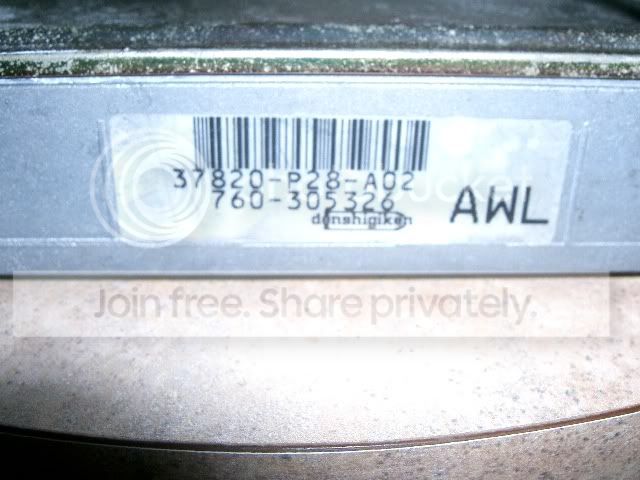 37820-P28-A02
760-305326
denshigiken
AWL
Join free. Share privately.